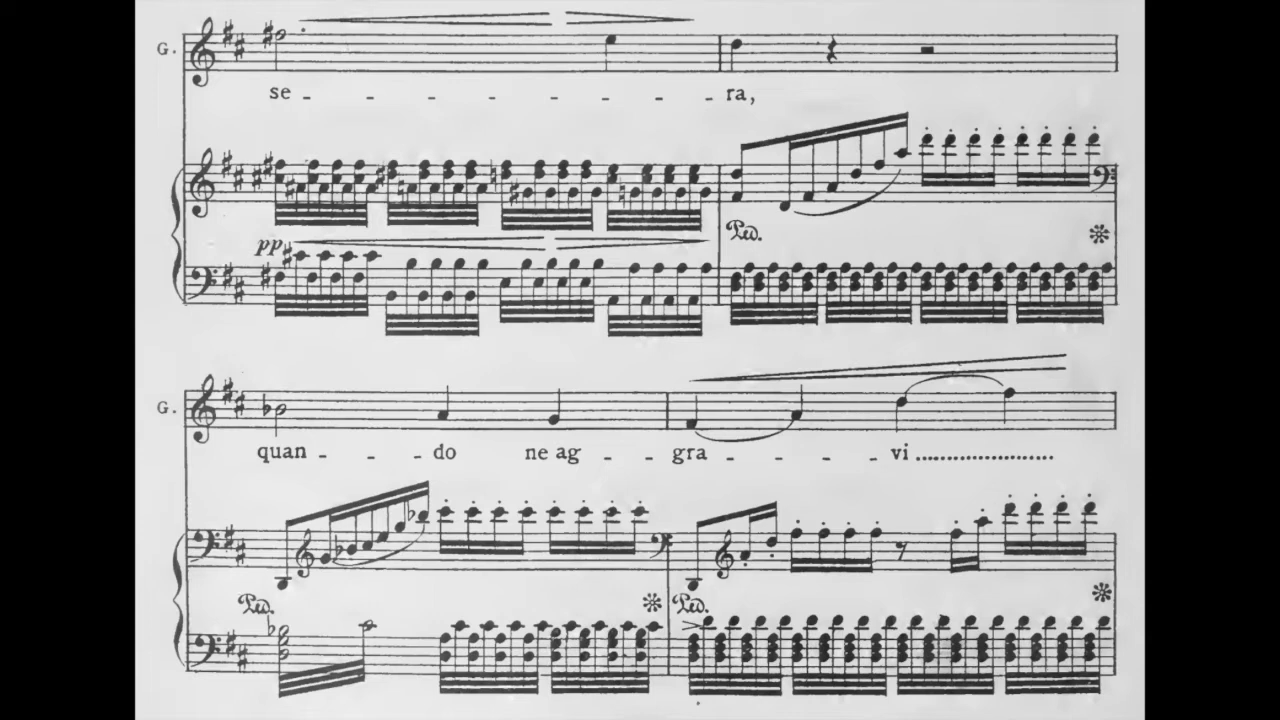 G.
se - - - - - - - ra,
pp
Ped.
G.
quan - - - do ne ag - - gra - - - - vi......................
Ped. Ped.